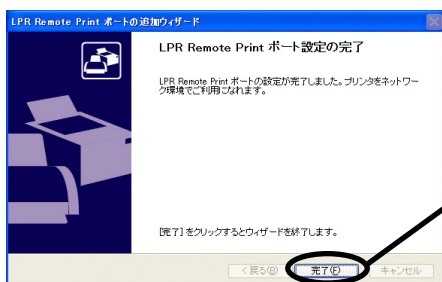 LPR Remote Print ポートの追加ウィザード
LPR Remote Print ポート設定の完了
LPR Remote Print ポートの設定が完了しました。プリンタをネットワー
ク環境でご利用になれます。
[完了] をクリックするとウィザードを終了します。
< 戻る(B) 完了(F) キャンセル